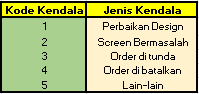 Kode Kendala Jenis Kendala
1 Perbaikan Design
2 Screen Bermasalah
3 Order di tunda
4 Order di batalkan
5 Lain-lain